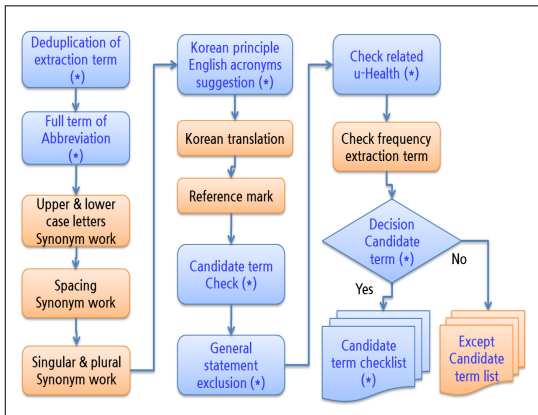 Deduplication of
extraction term
(*)
Full term of
Abbreviation
(*)
Upper & lower
case letters
Synonym work
Spacing
Synonym work
Singular & plural
Synonym work
Korean principle
English acronyms
suggestion (*)
Korean translation
Reference mark
Candidate term
Check (*)
General
statement
exclusion (*)
Check related
u-Health (*)
Check frequency
extraction term
Decision
Candidate
term (*)
Yes
No
Candidate
term checklist
(*)
Except
Candidate
term list